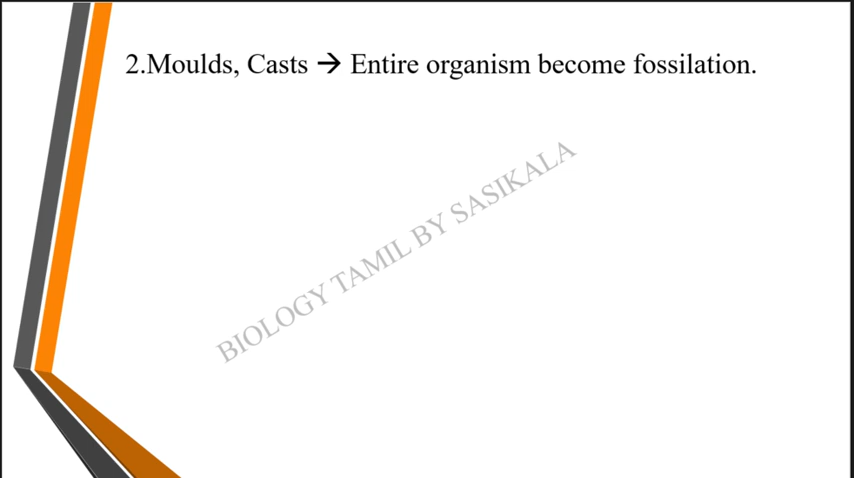 2.Moulds, Casts → Entire organism become fossilation.
BIOLOGY TAMIL BY SASIKALA